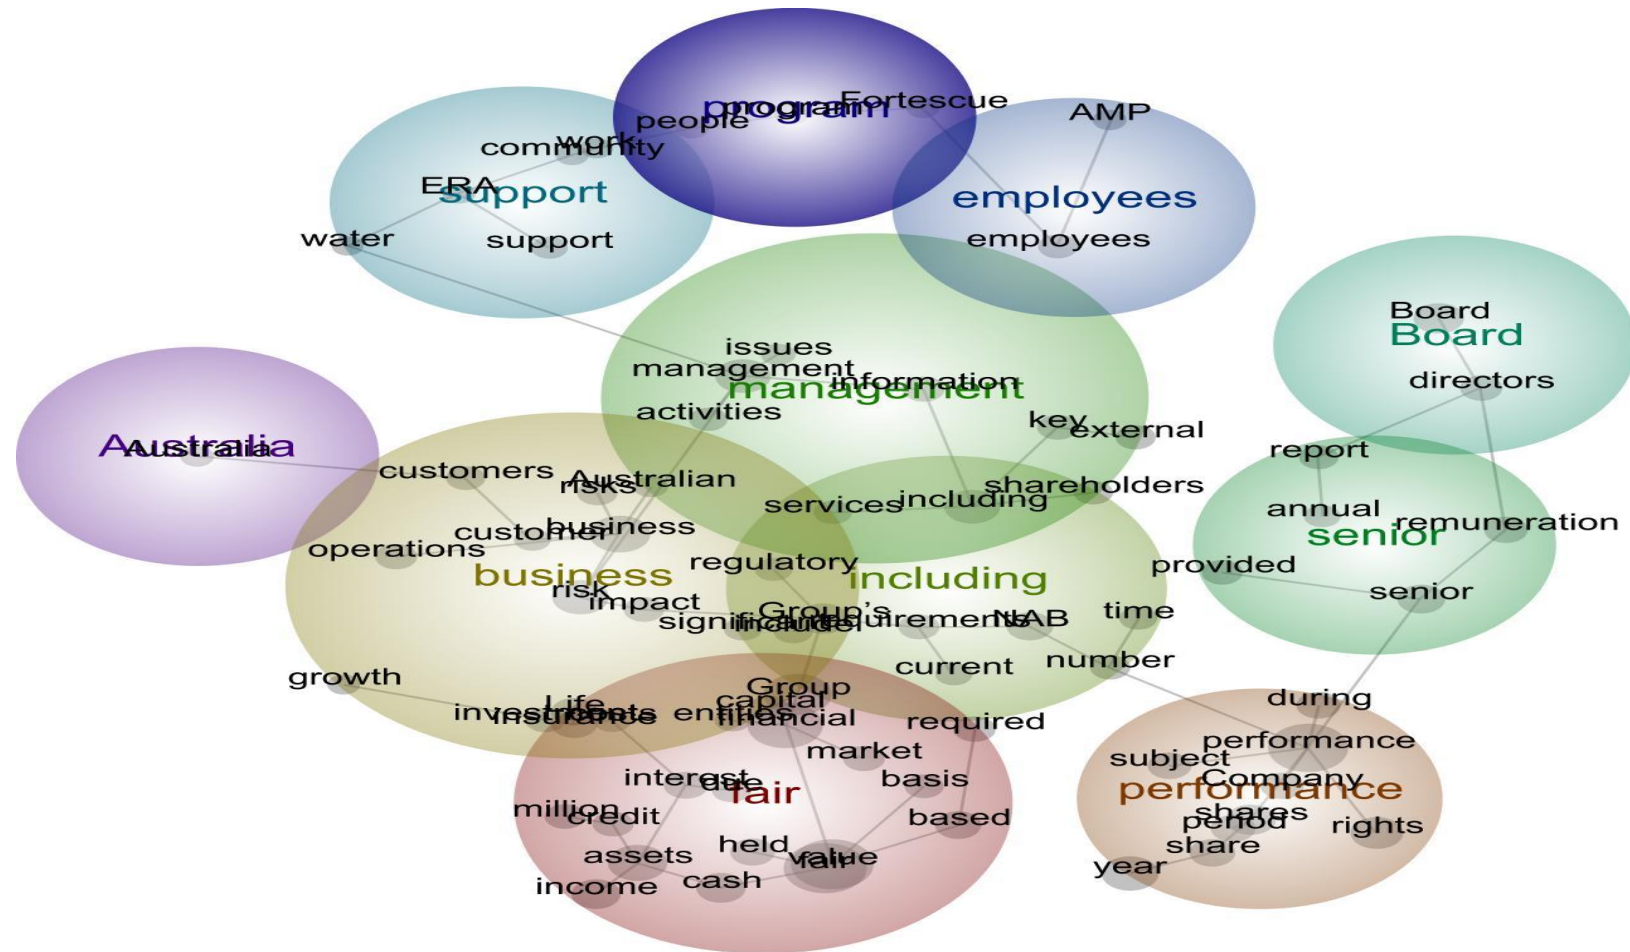 program
program
Fortescue
people
AMP
work
community
ERA
support
employees
water
support
employees
Board
Board
issues
management
information
management
directors
activities
key
external
Australia
Australia
report
customers
risks
Australian
services
including
shareholders
annual
customer
business
remuneration
senior
operations
regulatory
provided
business
including
risk
impact
senior
Group's
time
significant
include
requirements
NAB
current
number
growth
Group
capital
during
Life
investments
insurance
entities
financial
required
performance
market
subject
interest
due
basis
Company
fair
performance
million
credit
shares
period
based
rights
held
share
assets
value
fair
year
income
cash